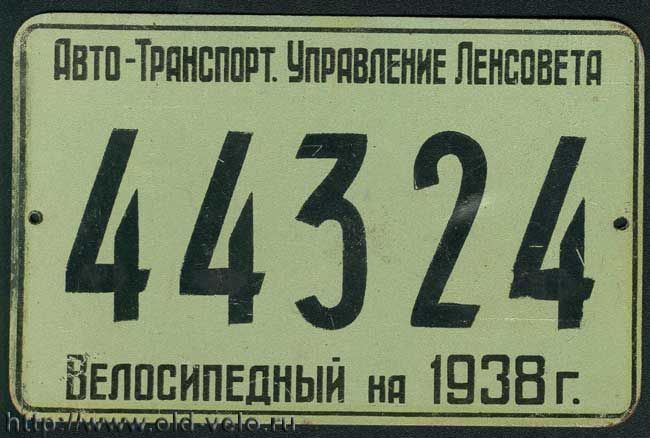 Авто-Транспорт. Управление Ленсовета
44324
Велосипедный на 1938 г.
http://www.old-velo.ru